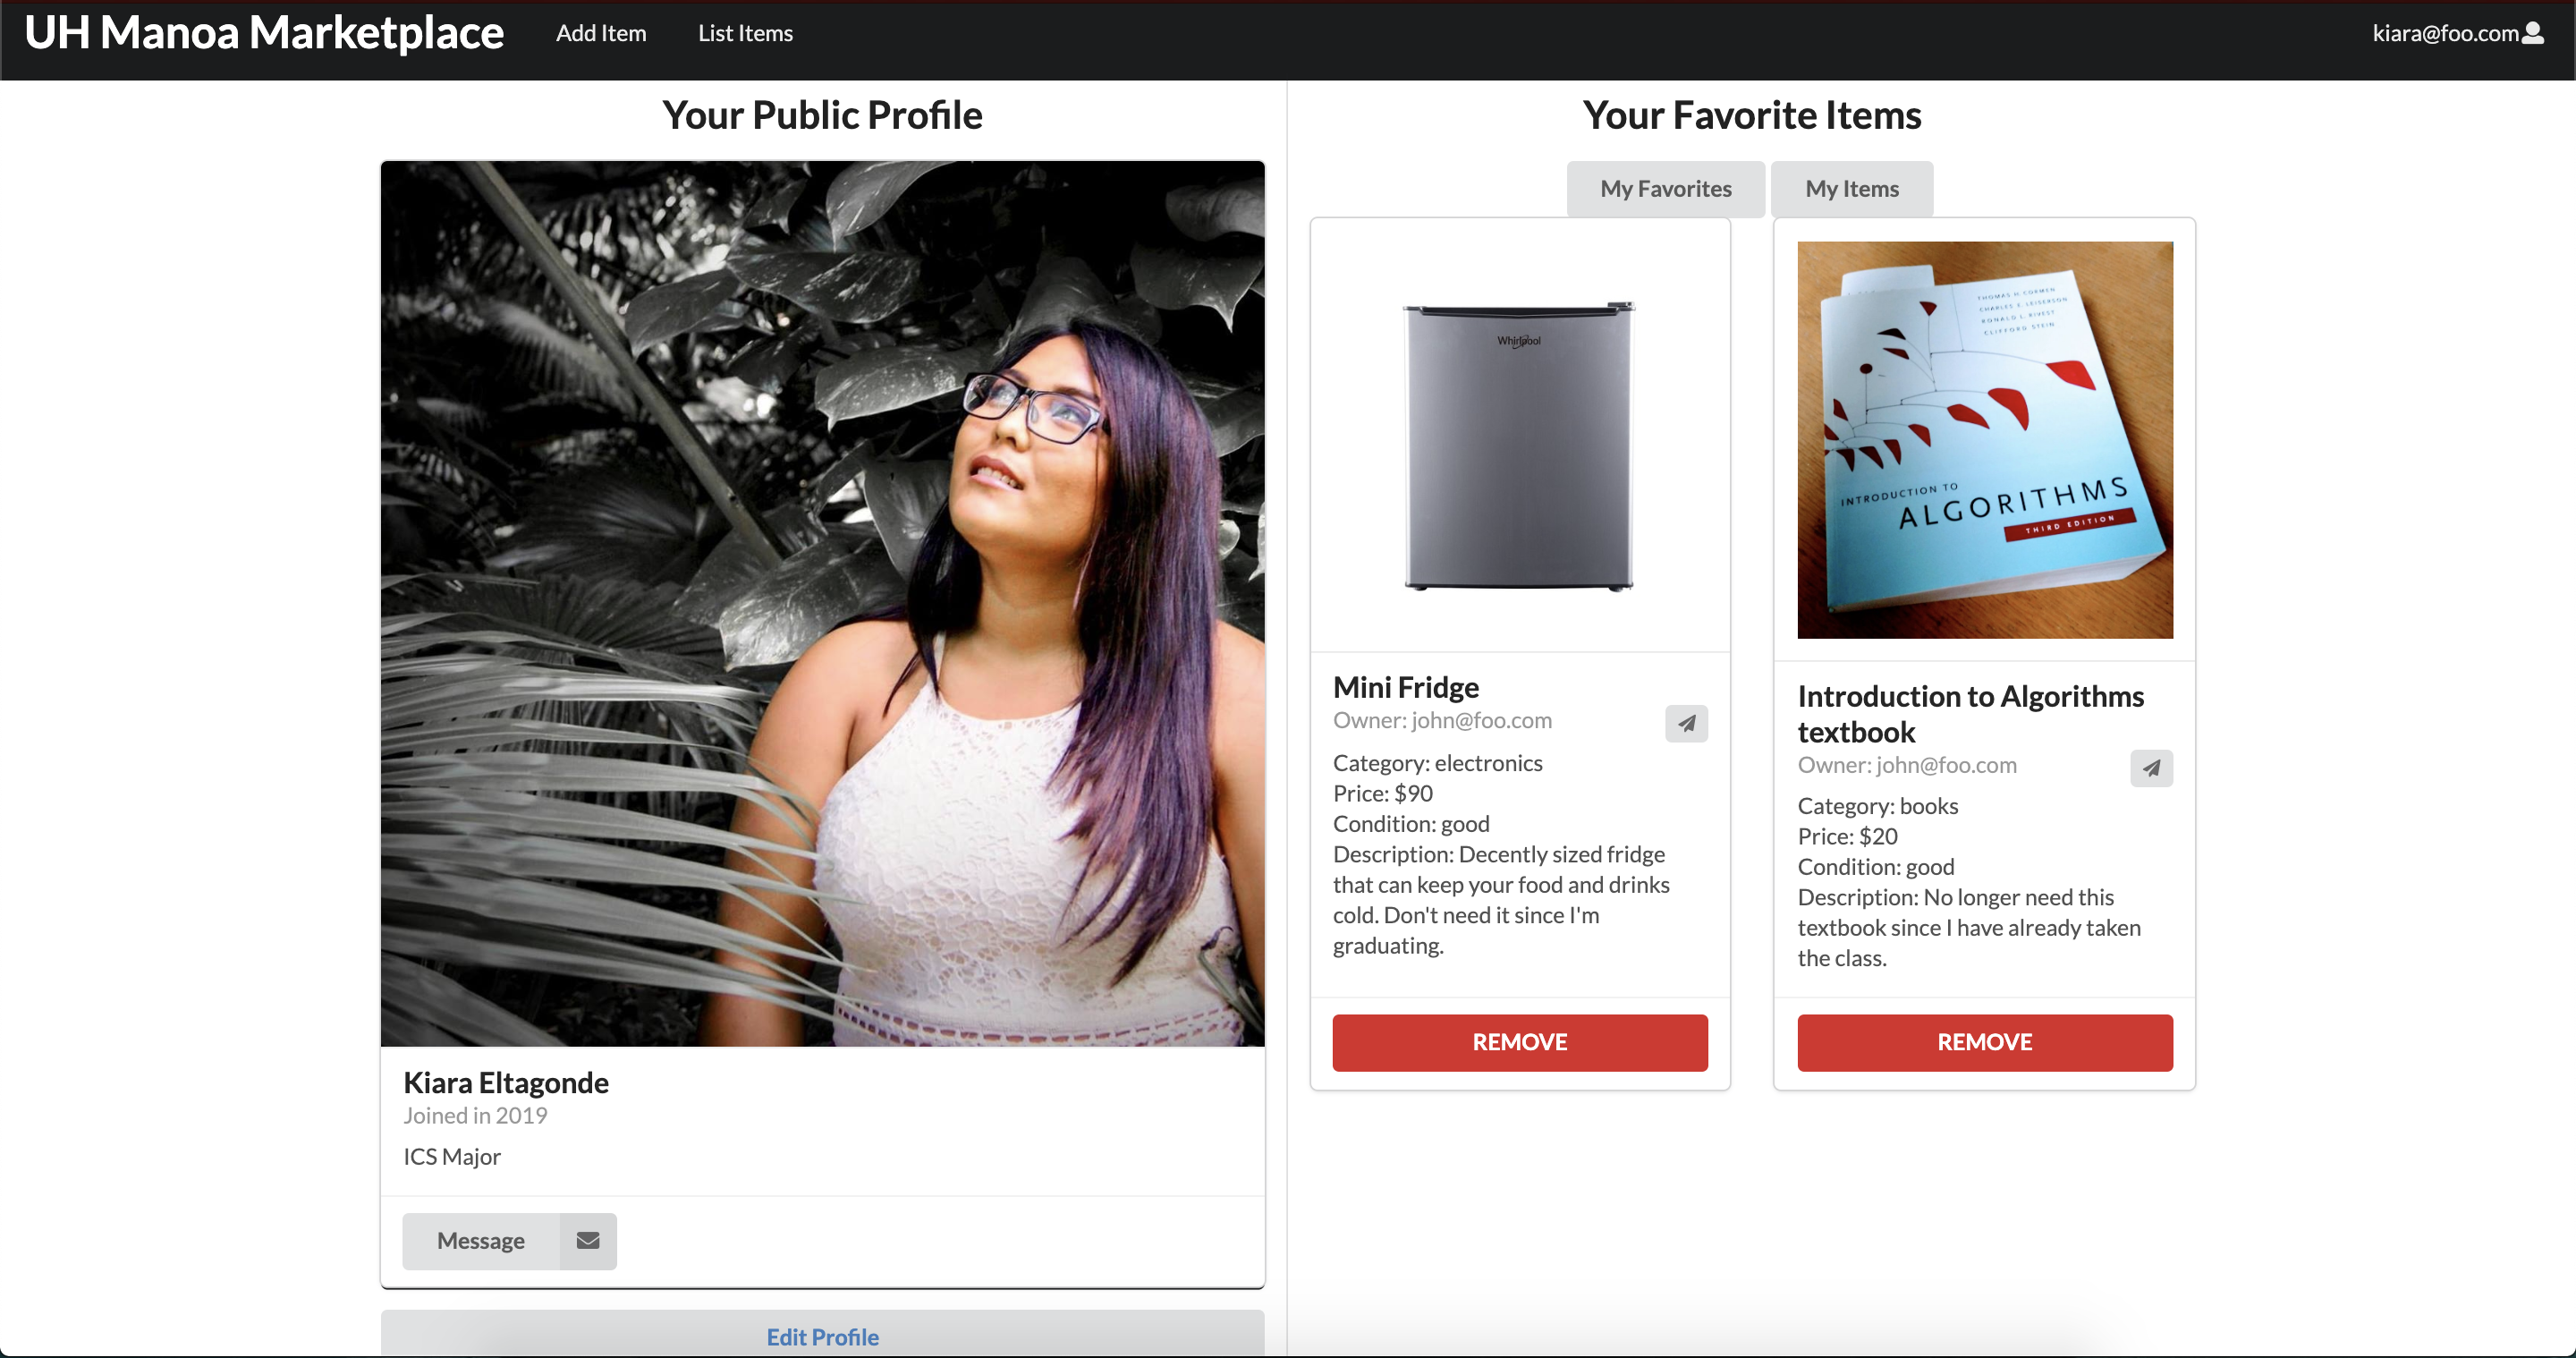 UH Manoa Marketplace
Add Item
List Items
kiara@foo.com
Your Public Profile
Kiara Eltagonde
Joined in 2019
ICS Major
Message
Edit Profile
Your Favorite Items
My Favorites
My Items
Whirlpool
Mini Fridge
Owner: john@foo.com
Category: electronics
Price: $90
Condition: good
Description: Decently sized fridge
that can keep your food and drinks
cold. Don't need it since I'm
graduating.
REMOVE
THOMAS H. CORMEN
CHARLES E. LEISERSON
RONALD L. RIVEST
CLIFFORD STEIN
INTRODUCTION TO
ALGORITHMS
THIRD EDITION
Introduction to Algorithms
textbook
Owner: john@foo.com
Category: books
Price: $20
Condition: good
Description: No longer need this
textbook since I have already taken
the class.
REMOVE